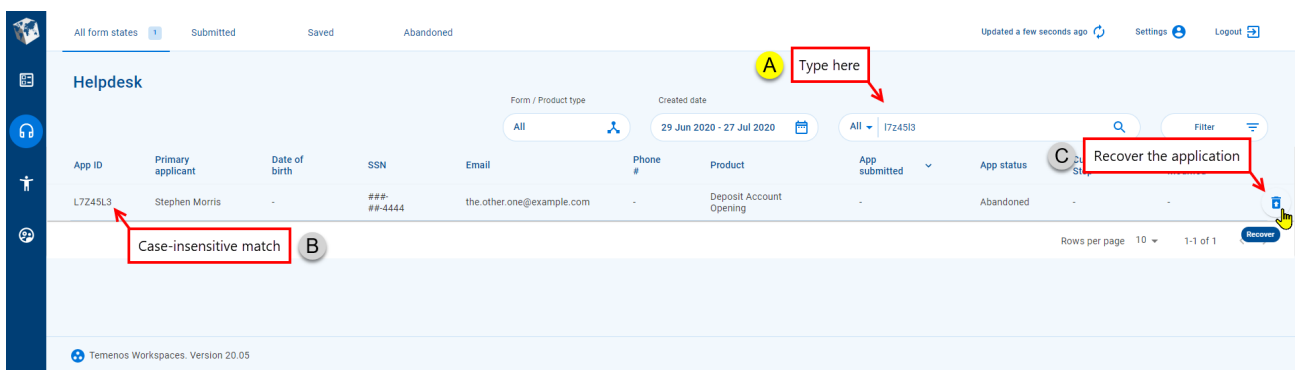 All form states 1 Submitted Saved Abandoned Updated a few seconds ago Settings Logout
Helpdesk
A Type here
Form / Product type Created date
All 29 Jun 2020 - 27 Jul 2020 All l7z45l3 Filter
C Recover the application
App ID Primary applicant Date of birth SSN Email Phone # Product App submitted App status
L7Z45L3 Stephen Morris - ###-##-4444 the.other.one@example.com - Deposit Account Opening - Abandoned - -
Case-insensitive match B
Recover
Rows per page 10 1-1 of 1
Temenos Workspaces. Version 20.05